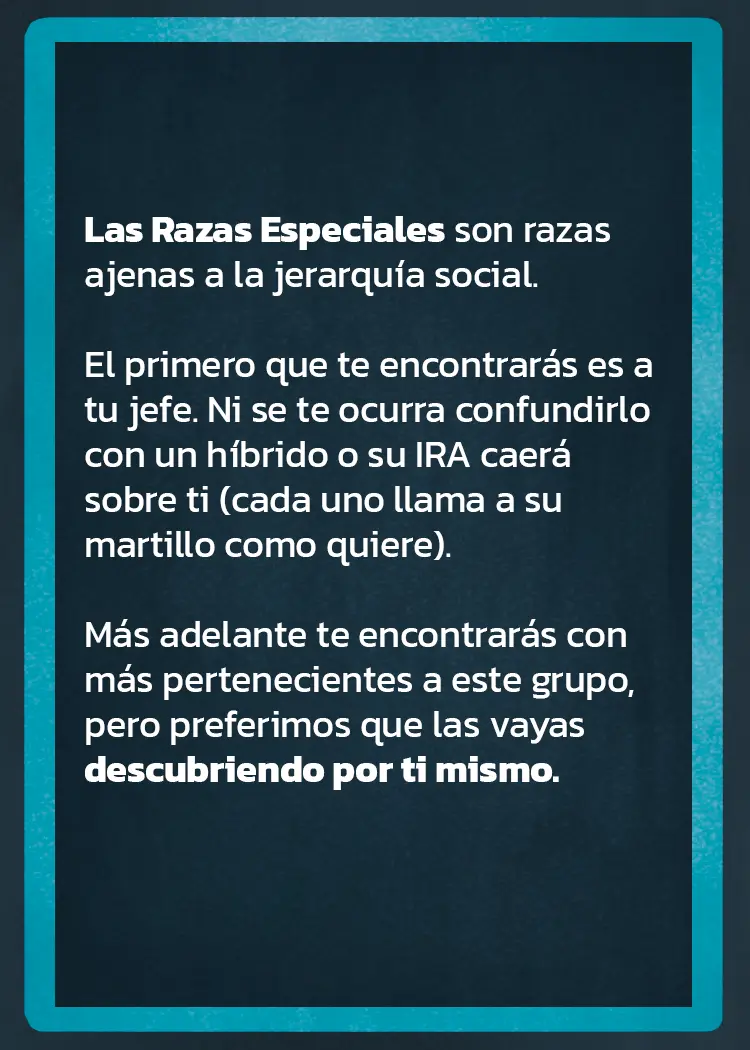 Las Razas Especiales son razas
ajenas a la jerarquía social.
El primero que te encontrarás es a
tu jefe. Ni se te ocurra confundirlo
con un híbrido o su IRA caerá
sobre ti (cada uno llama a su
martillo como quiere).
Más adelante te encontrarás con
más pertenecientes a este grupo,
pero preferimos que las vayas
descubriendo por ti mismo.